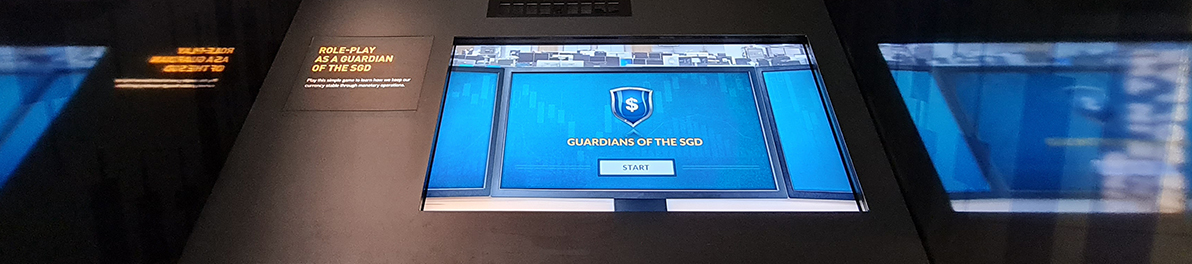 ROLE-PLAY
AS A GUARDIAN
OF THE SGD
Play this simple game to learn how we keep our
currency stable through monetary operations.
$
GUARDIANS OF THE SGD
START